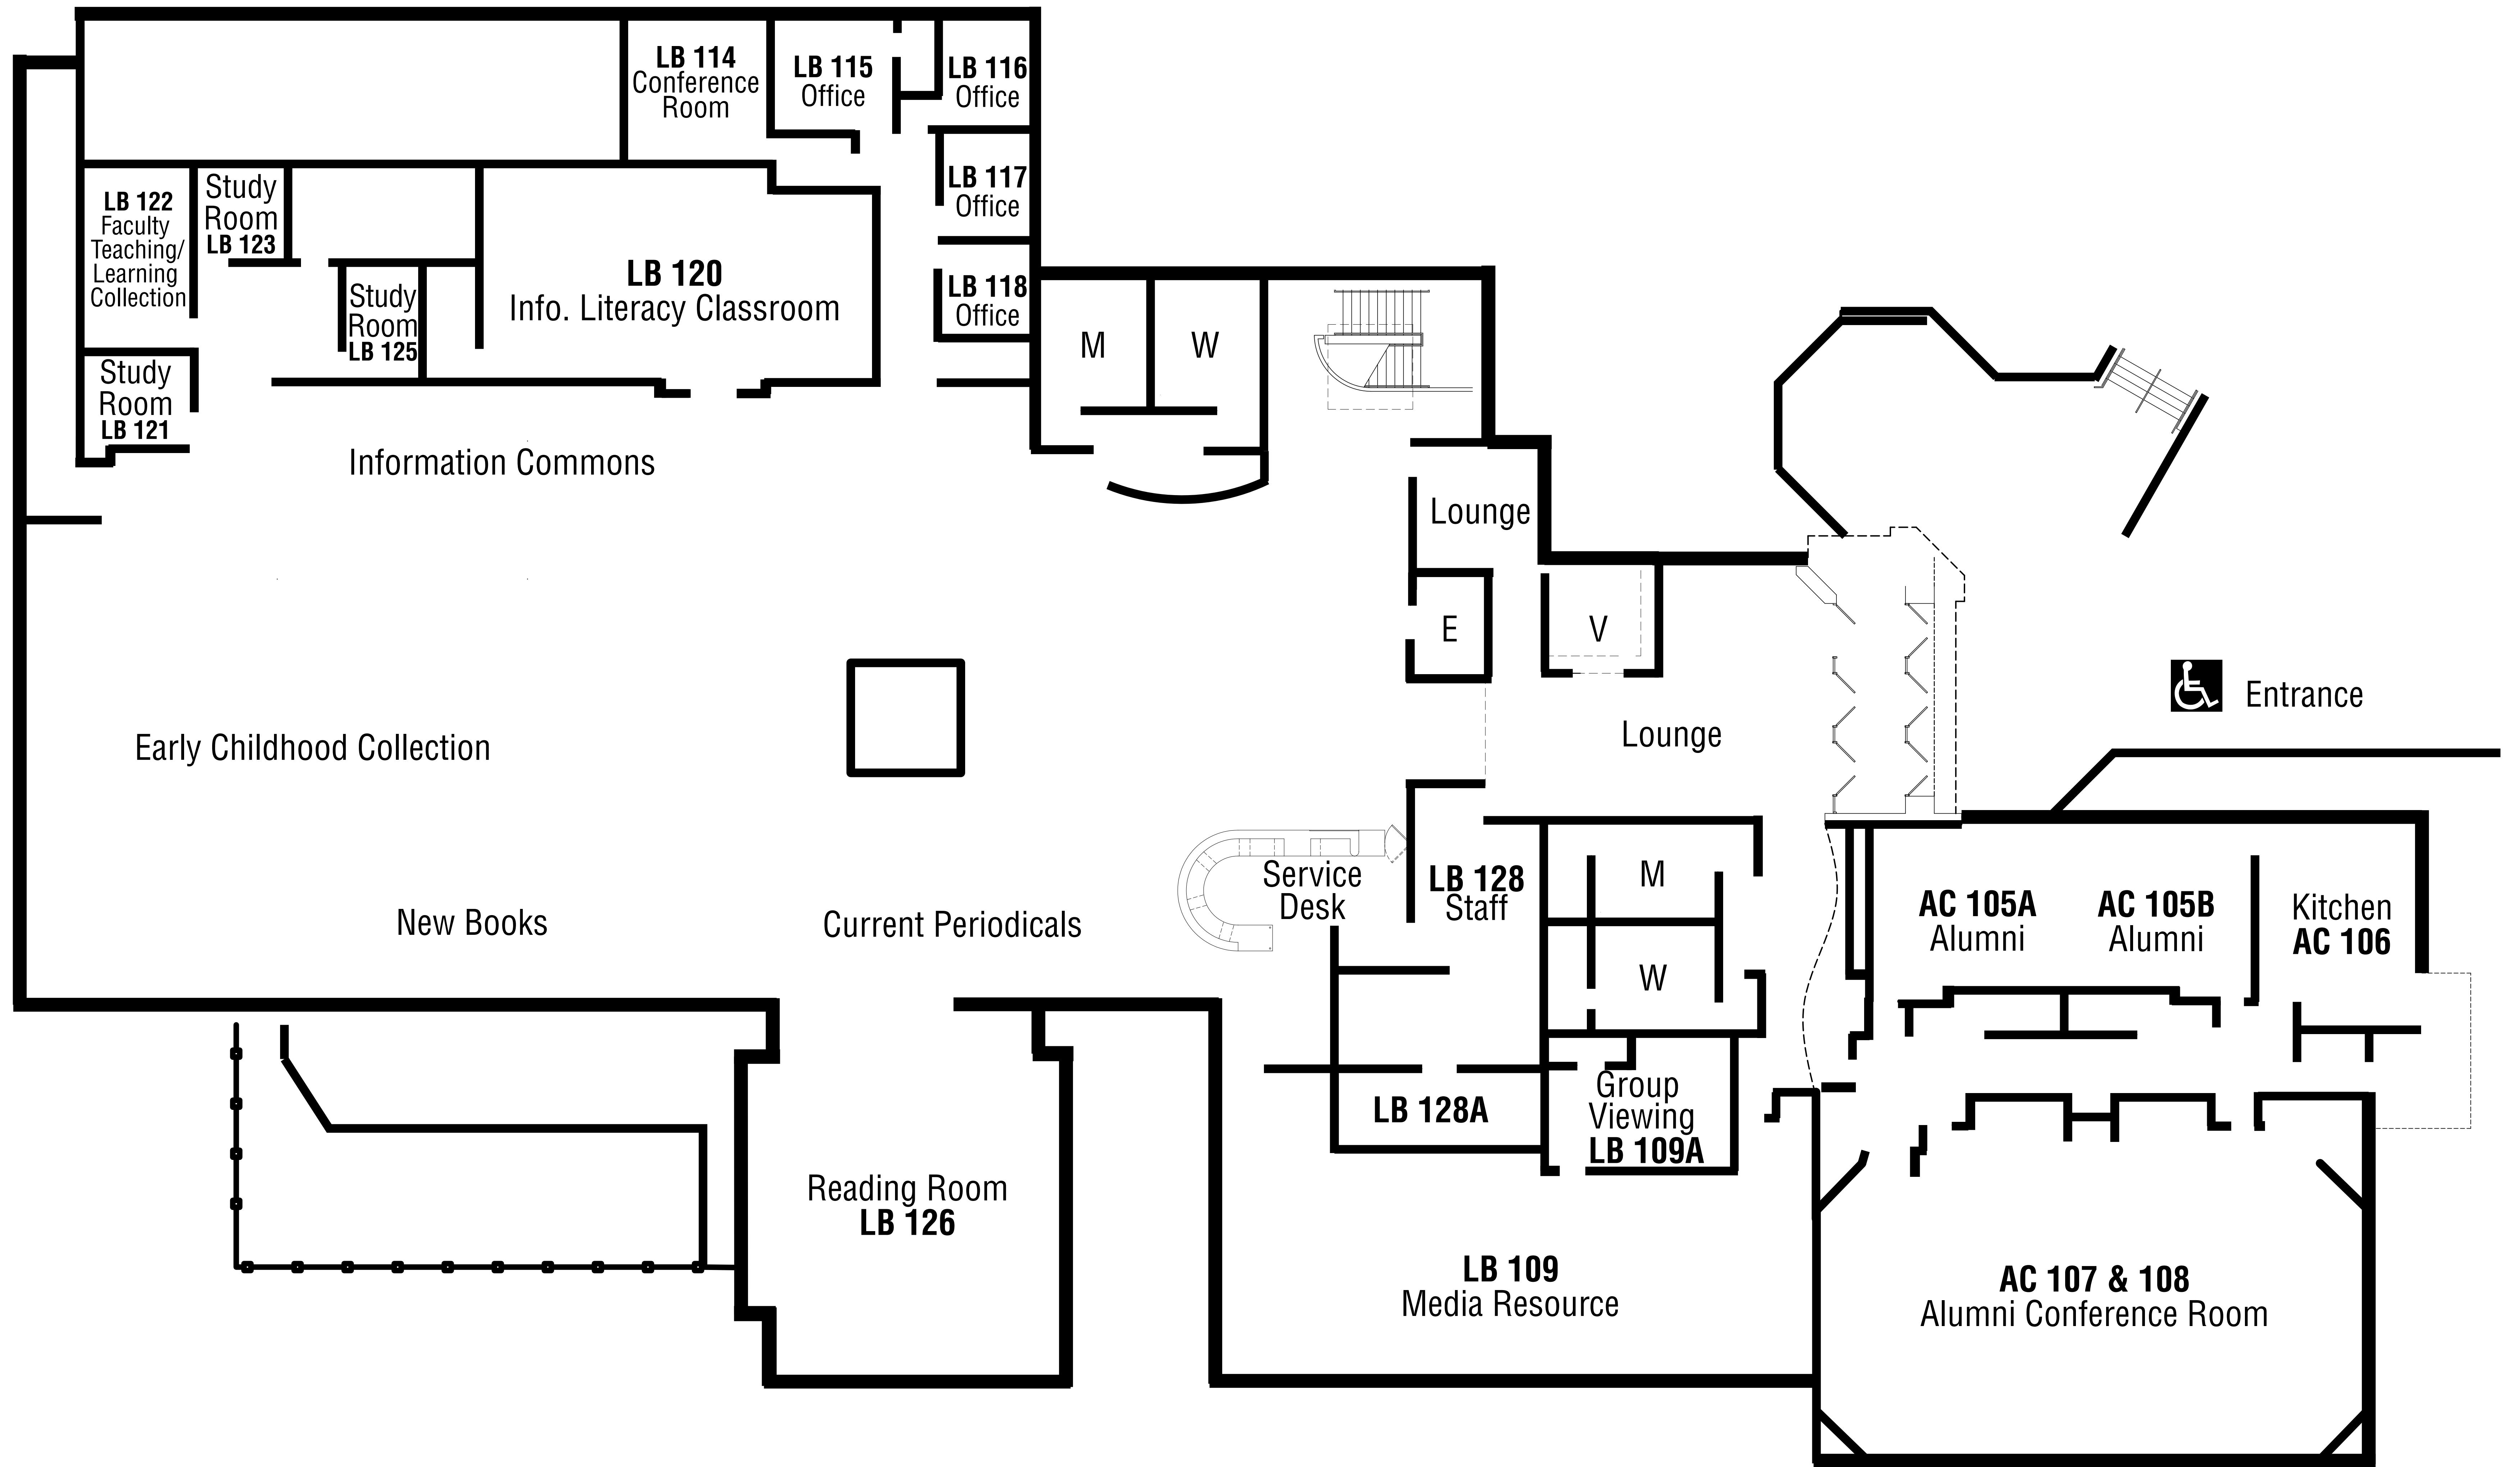 LB 114
Conference
Room
LB 115
Office
LB 116
Office
LB 117
Office
LB 118
Office
LB 122
Faculty
Teaching/
Learning
Collection
Study
Room
LB 123
Study
Room
LB 125
LB 120
Info. Literacy Classroom
Study
Room
LB 121
M
W
Information Commons
Lounge
E
V
Lounge
Entrance
Early Childhood Collection
New Books
Current Periodicals
Service
Desk
LB 128
Staff
M
W
AC 105A
Alumni
AC 105B
Alumni
Kitchen
AC 106
LB 128A
Group
Viewing
LB 109A
Reading Room
LB 126
LB 109
Media Resource
AC 107 & 108
Alumni Conference Room